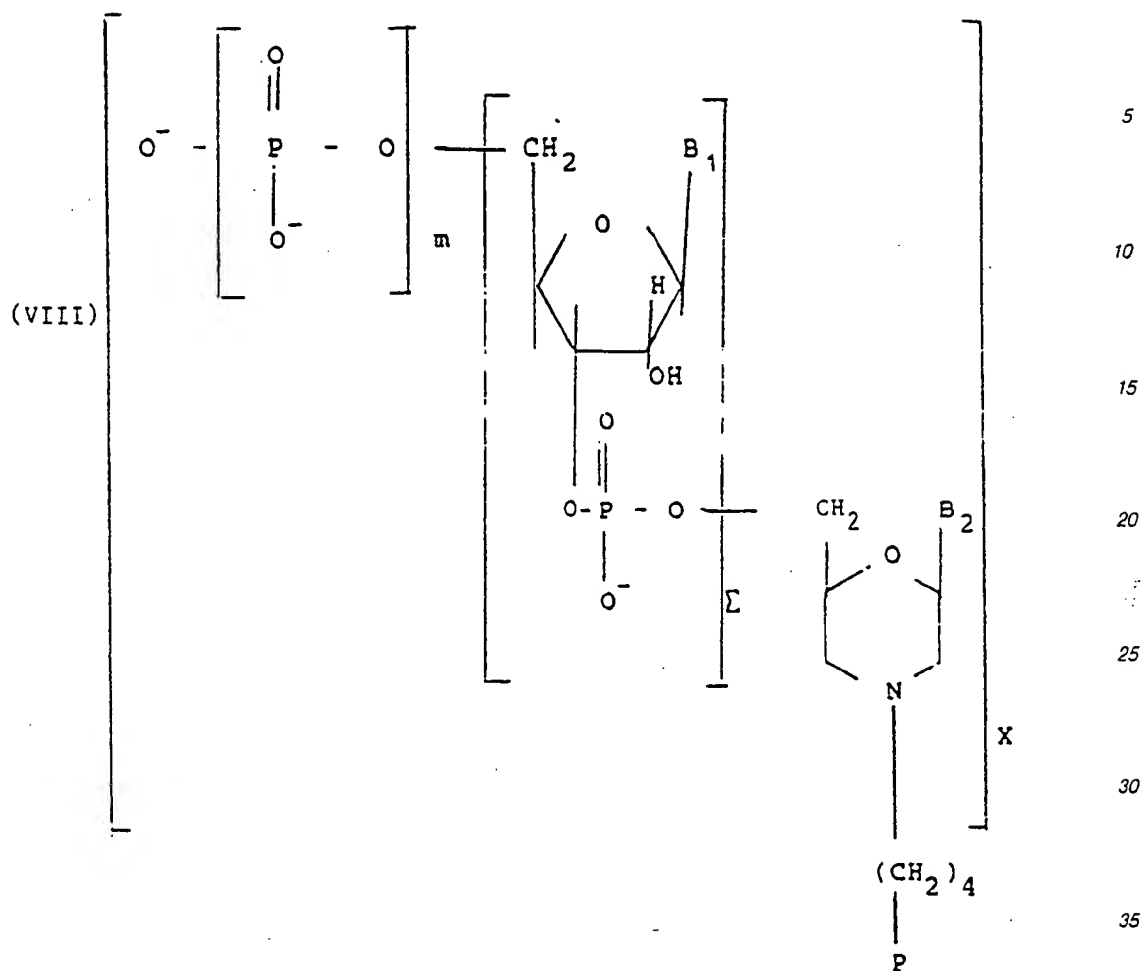 O
5
O⁻ - P - O CH₂ B₁
O
O⁻ m 10
H
(VIII)
OH
15
O
O-P - O CH₂ B₂ 20
O
O⁻ Σ
25
N
X
30
(CH₂)₄
35
P